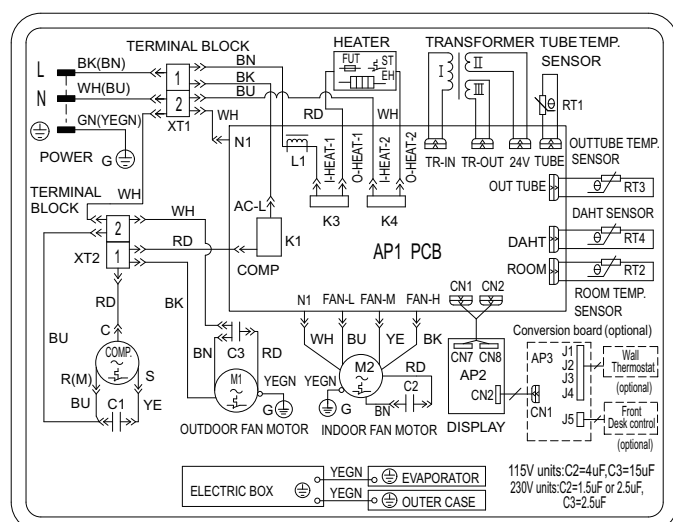 TERMINAL BLOCK
HEATER
TRANSFORMER
TUBE TEMP.
SENSOR
L
BK(BN)
N
WH(BU)
GN(YEGN)
POWER
G
1
2
XT1
BN
BK
BU
WH
FUT
ST
EH
RD
WH
I
II
III
RT1
N1
L1
I-HEAT-1
O-HEAT-1
I-HEAT-2
O-HEAT-2
TR-IN
TR-OUT
24V
TUBE
K3
K4
OUTTUBE TEMP.
SENSOR
OUT TUBE
RT3
DAHT SENSOR
DAHT
RT4
ROOM
RT2
ROOM TEMP.
SENSOR
TERMINAL
BLOCK
WH
WH
2
1
XT2
RD
AC-L
K1
COMP
AP1 PCB
RD
BK
BU
C
COMP.
R(M)
S
BU
C1
YE
N1
FAN-L
FAN-M
FAN-H
CN1
CN2
WH
BU
YE
BK
BN
C3
RD
M1
YEGN
G
OUTDOOR FAN MOTOR
M2
YEGN
G
RD
BN
C2
INDOOR FAN MOTOR
CN7
CN8
AP2
CN2
DISPLAY
Conversion board (optional)
AP3
J1
J2
J3
J4
CN1
J5
Wall
Thermostat
(optional)
Front
Desk control
(optional)
ELECTRIC BOX
YEGN
EVAPORATOR
YEGN
OUTER CASE
115V units:C2=4uF,C3=15uF
230V units:C2=1.5uF or 2.5uF,
C3=2.5uF